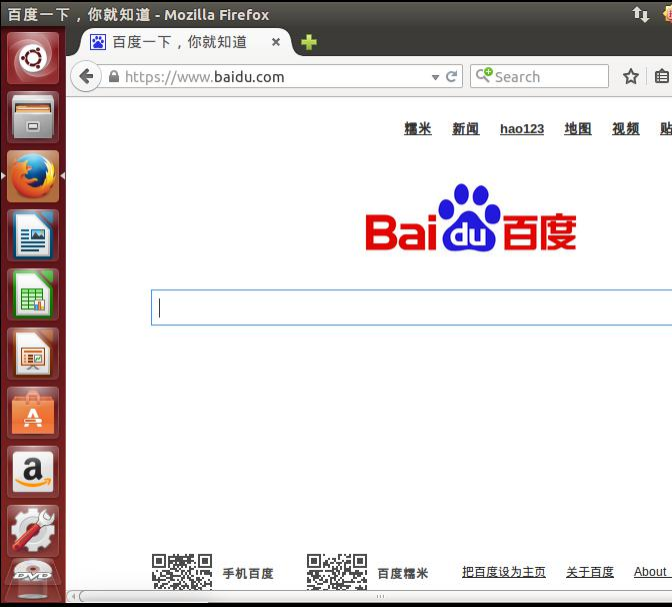 百度一下，你就知道 - Mozilla Firefox
百度一下，你就知道
https://www.baidu.com
Search
糯米 新闻 hao123 地图 视频 贴
Baidu百度
手机百度 百度糯米 把百度设为主页 关于百度 About
DVD